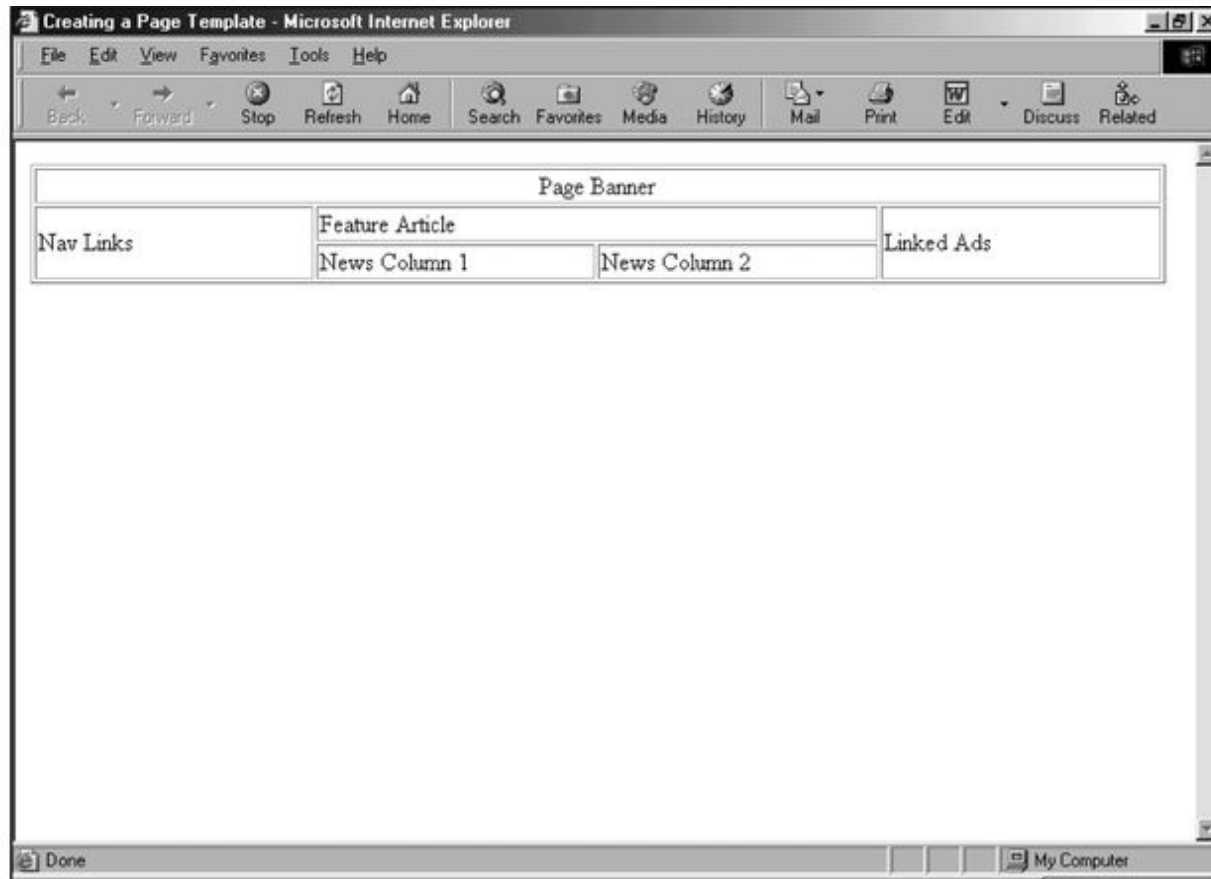 Creating a Page Template - Microsoft Internet Explorer
File Edit View Favorites Tools Help
Back Forward Stop Refresh Home Search Favorites Media History Mail Print Edit Discuss Related
Page Banner
Nav Links
Feature Article
Linked Ads
News Column 1
News Column 2
Done
My Computer